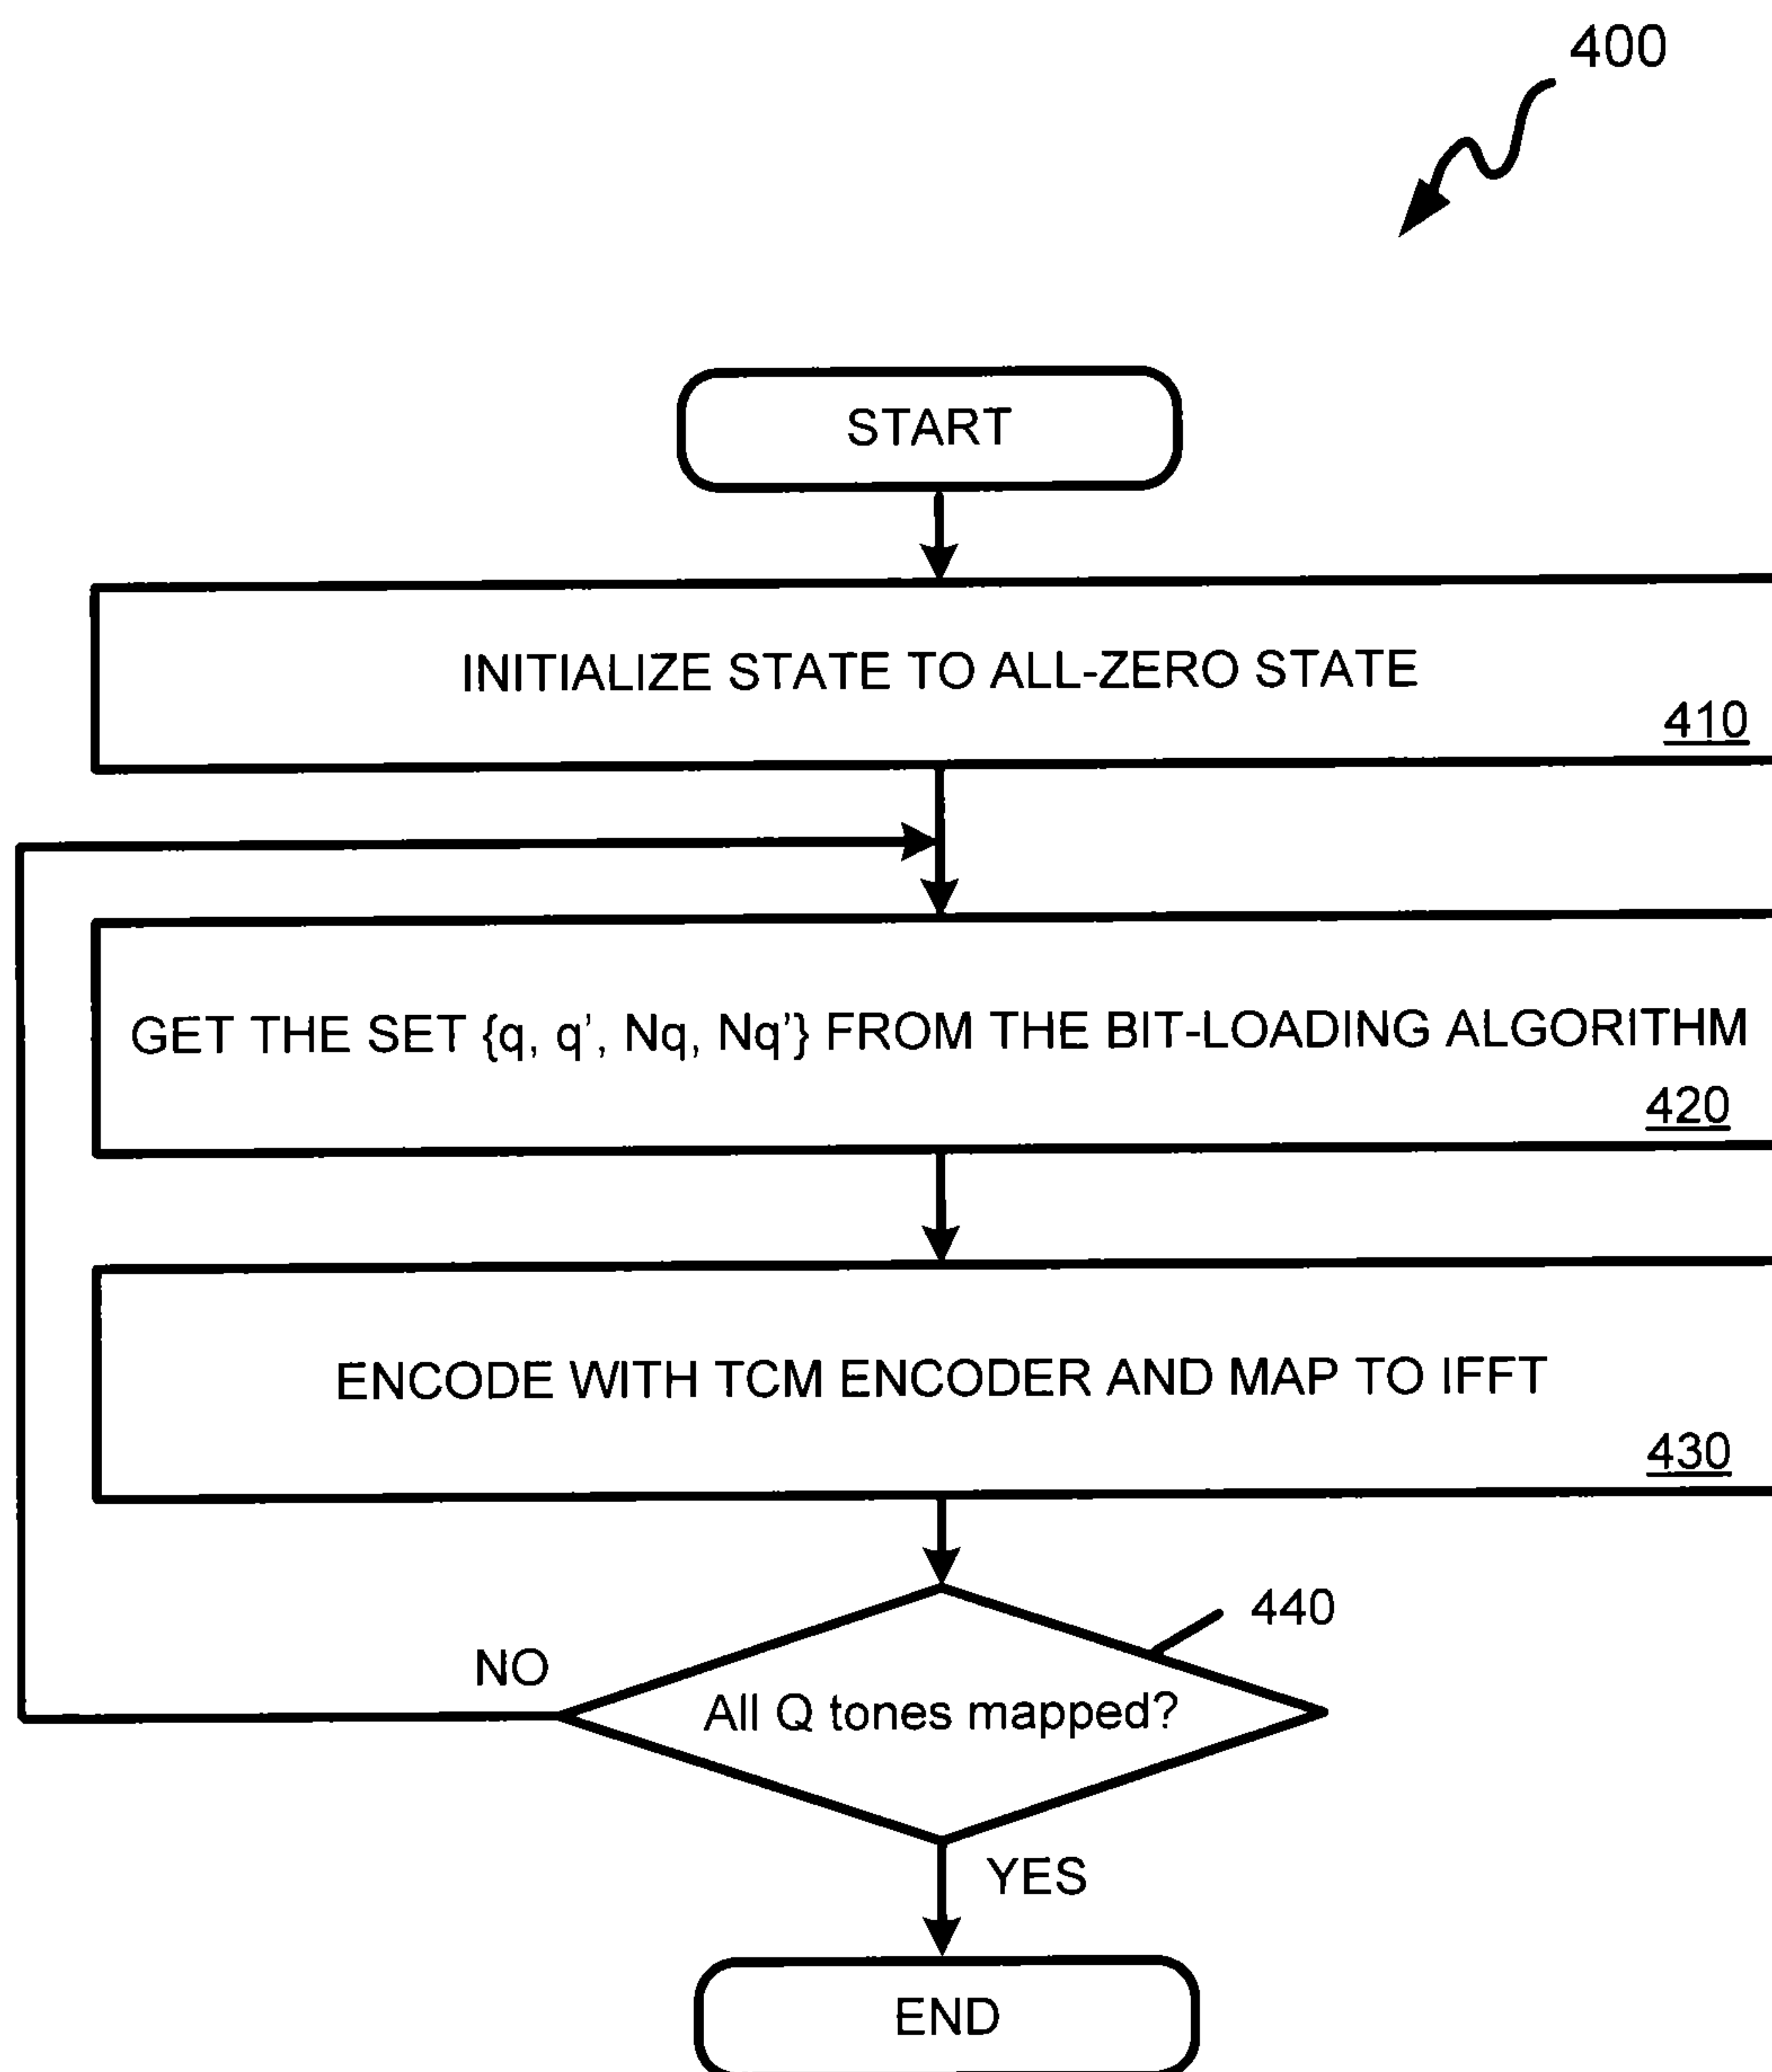 400
START
INITIALIZE STATE TO ALL-ZERO STATE
410
GET THE SET {q, q’, Nq, Nq’} FROM THE BIT-LOADING ALGORITHM
420
ENCODE WITH TCM ENCODER AND MAP TO IFFT
430
440
NO
All Q tones mapped?
YES
END